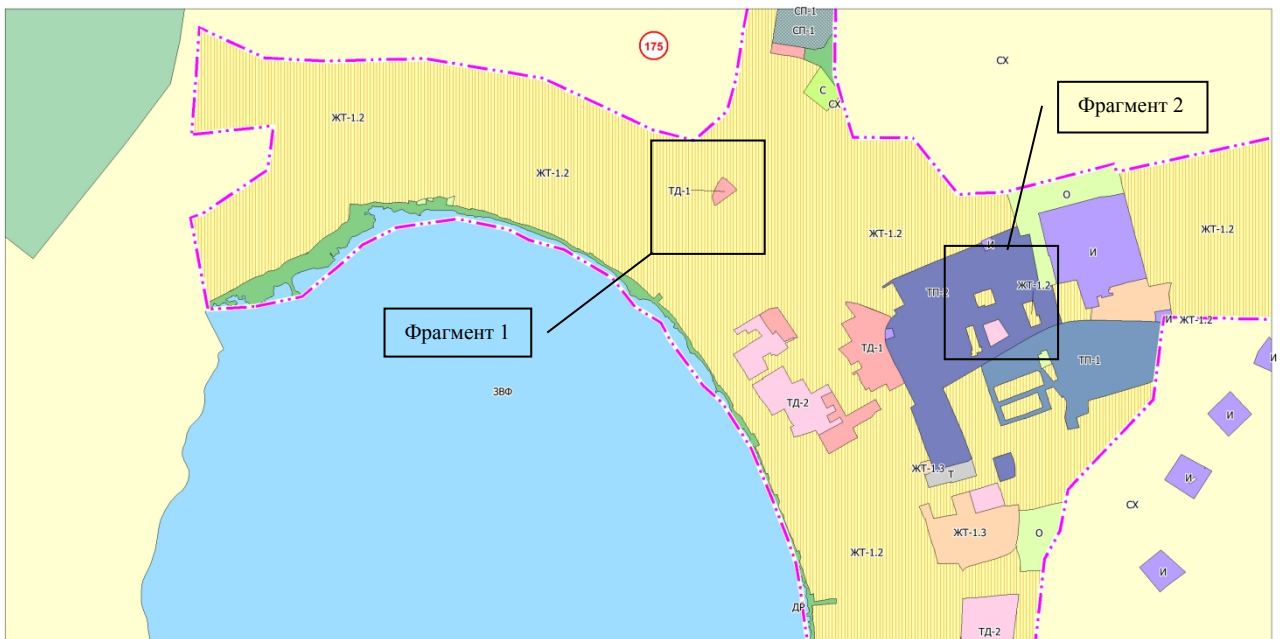 СП-1
СП-1
175
СХ
С
СХ
Фрагмент 2
ЖТ-1.2
ЖТ-1.2
ТД-1
О
ЖТ-1.2
ЖТ-1.2
И
И
ЖТ-1.2
ТП-2
Фрагмент 1
И
ЖТ-1.2
ТД-1
ТП-1
И
ЗВФ
ТД-2
И
ЖТ-1.3
Т
И
СХ
ЖТ-1.3
О
ЖТ-1.2
И
ДР
ТД-2